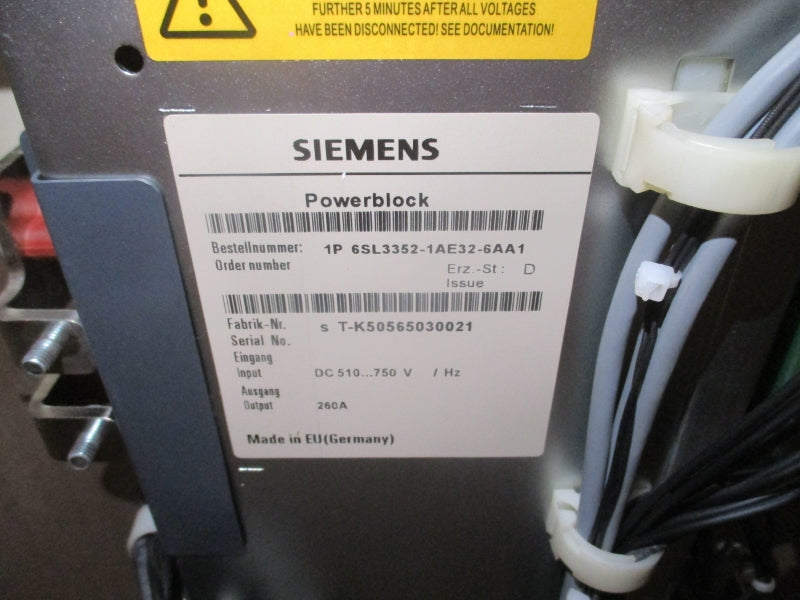 FURTHER 5 MINUTES AFTER ALL VOLTAGES
HAVE BEEN DISCONNECTED! SEE DOCUMENTATION!
SIEMENS
Powerblock
Bestellnummer: 1P 6SL3352-1AE32-6AA1
Order number
Erz.-St: D
Issue
Fabrik-Nr. s T-K50565030021
Serial No.
Eingang
Input DC 510...750 V / Hz
Ausgang
Output 260A
Made in EU(Germany)